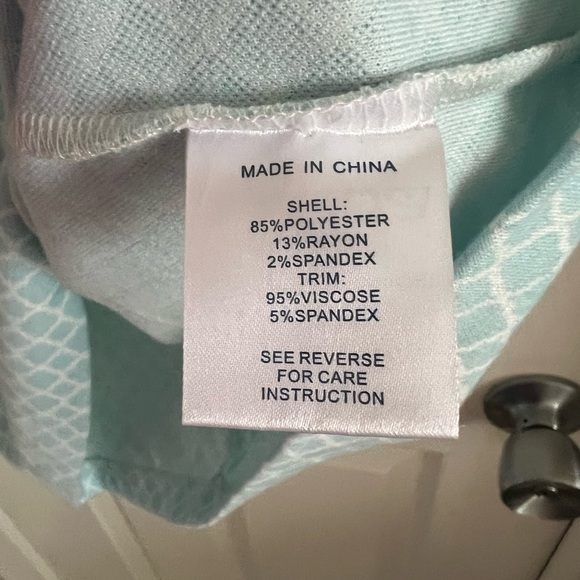 MADE IN CHINA
SHELL:
85%POLYESTER
13%RAYON
2%SPANDEX
TRIM:
95%VISCOSE
5%SPANDEX
SEE REVERSE
FOR CARE
INSTRUCTION